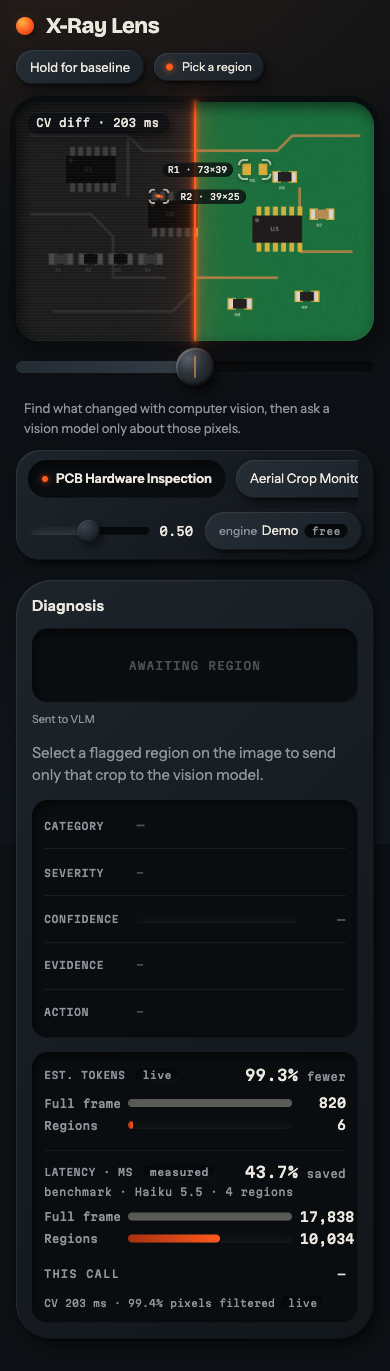 X-Ray Lens
Hold for baseline
Pick a region
CV diff · 203 ms
R1 · 73×39
R2 · 39×25
U3
Find what changed with computer vision, then ask a
vision model only about those pixels.
PCB Hardware Inspection
Aerial Crop Monito
0.50
engine Demo free
Diagnosis
AWAITING REGION
Sent to VLM
Select a flagged region on the image to send
only that crop to the vision model.
CATEGORY –
SEVERITY –
CONFIDENCE –
EVIDENCE –
ACTION –
EST. TOKENS live 99.3% fewer
Full frame 820
Regions 6
LATENCY · MS measured 43.7% saved
benchmark · Haiku 5.5 · 4 regions
Full frame 17,838
Regions 10,034
THIS CALL –
CV 203 ms · 99.4% pixels filtered live